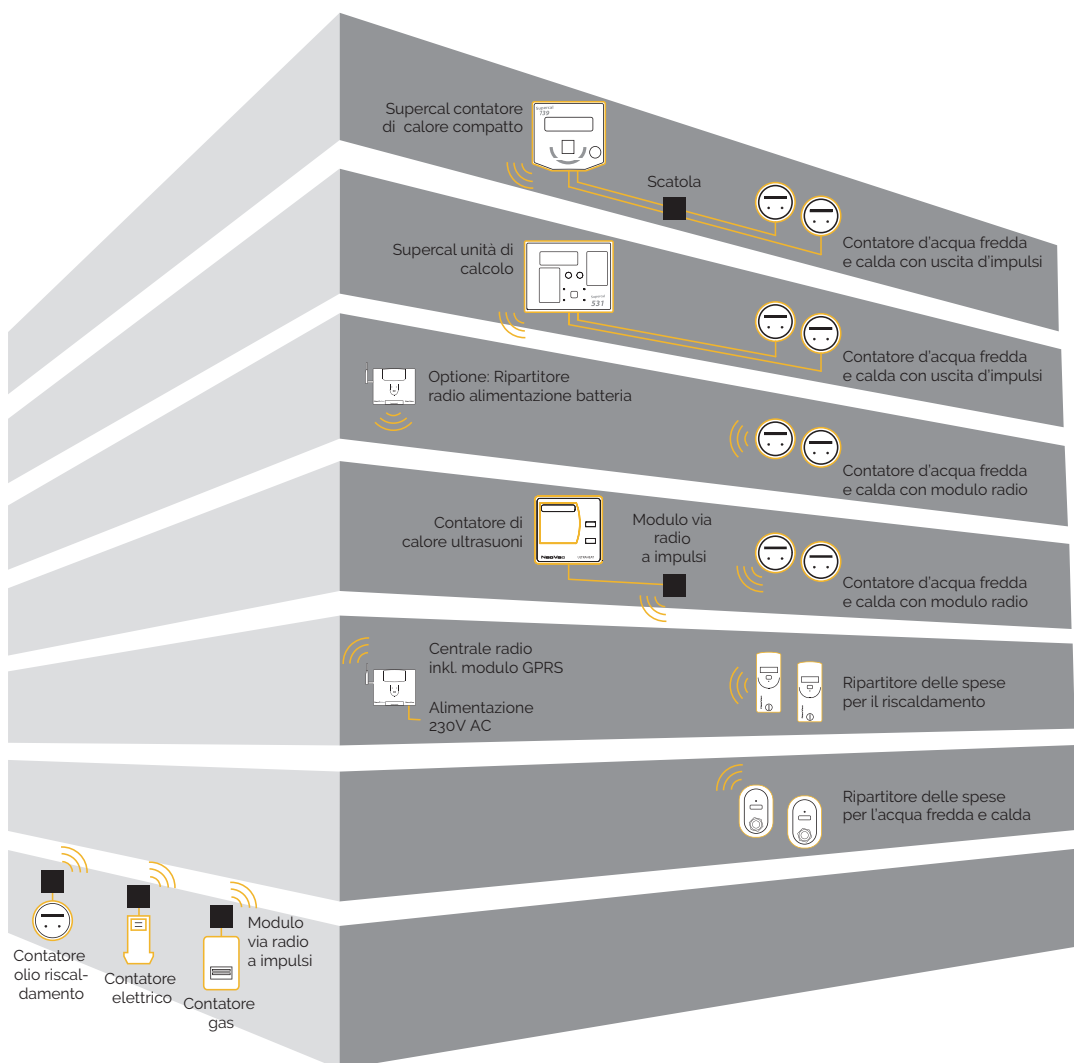 Supercal contatore
di calore compatto
Supercal
739
Scatola
Contatore d'acqua fredda
e calda con uscita d'impulsi
Supercal unità di
calcolo
Supercal
531
Contatore d'acqua fredda
e calda con uscita d'impulsi
Optione: Ripartitore
radio alimentazione batteria
Contatore d'acqua fredda
e calda con modulo radio
Contatore di
calore ultrasuoni
Modulo via
radio
a impulsi
Contatore d'acqua fredda
e calda con modulo radio
Centrale radio
inkl. modulo GPRS
Alimentazione
230V AC
Ripartitore delle spese
per il riscaldamento
Ripartitore delle spese
per l'acqua fredda e calda
Modulo
via radio
a impulsi
Contatore
olio riscal-
damento
Contatore
elettrico
Contatore
gas